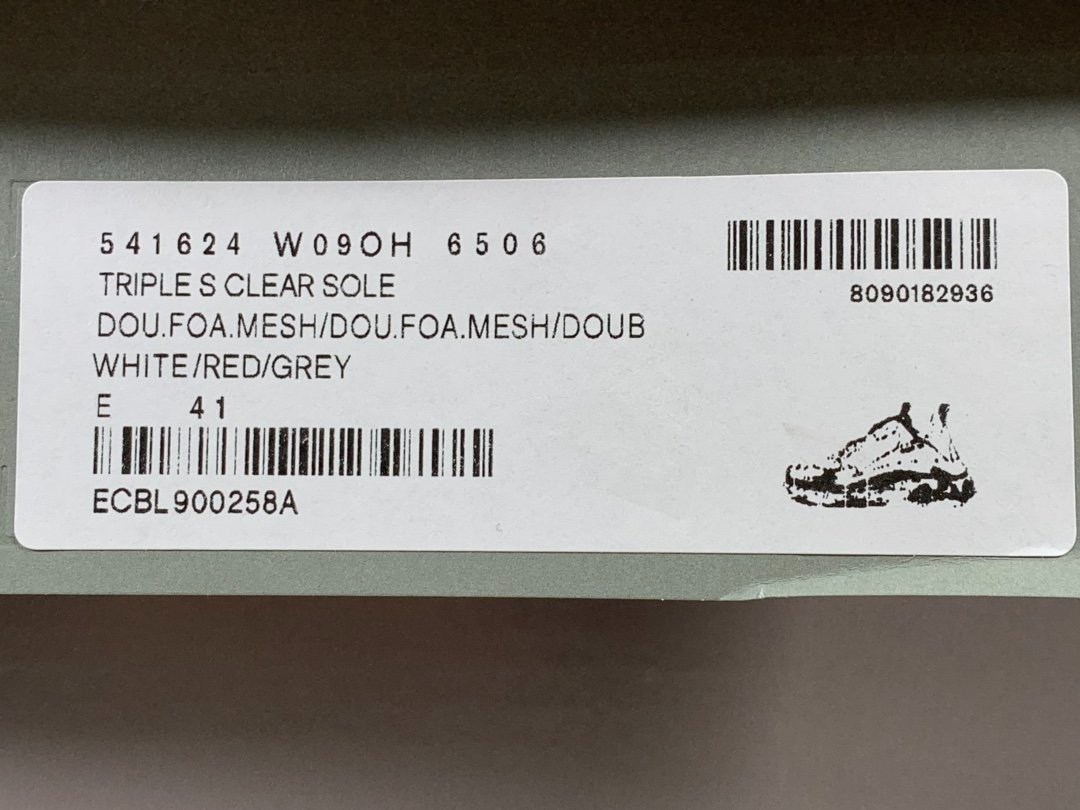 541624 W09OH 6506
8090182936
TRIPLE S CLEAR SOLE
DOU.FOA.MESH/DOU.FOA.MESH/DOUB
WHITE/RED/GREY
E 41
ECBL900258A